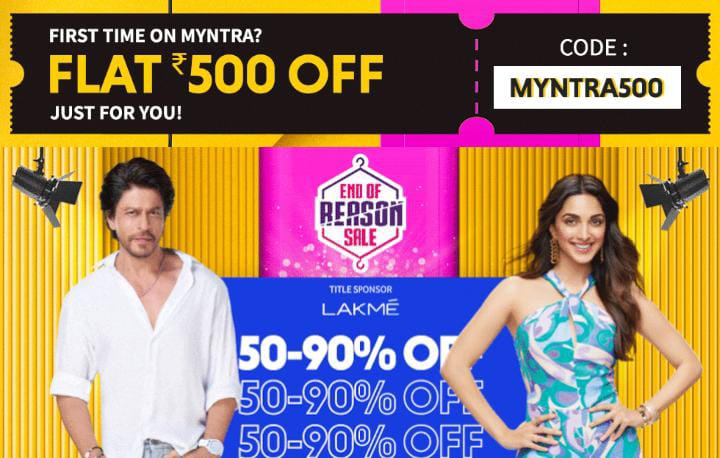 FIRST TIME ON MYNTRA?
FLAT ₹500 OFF
JUST FOR YOU!
CODE :
MYNTRA500
END OF
REASON
SALE
TITLE SPONSOR
LAKMÉ
50-90% OFF
50-90% OFF
50-90% OFF